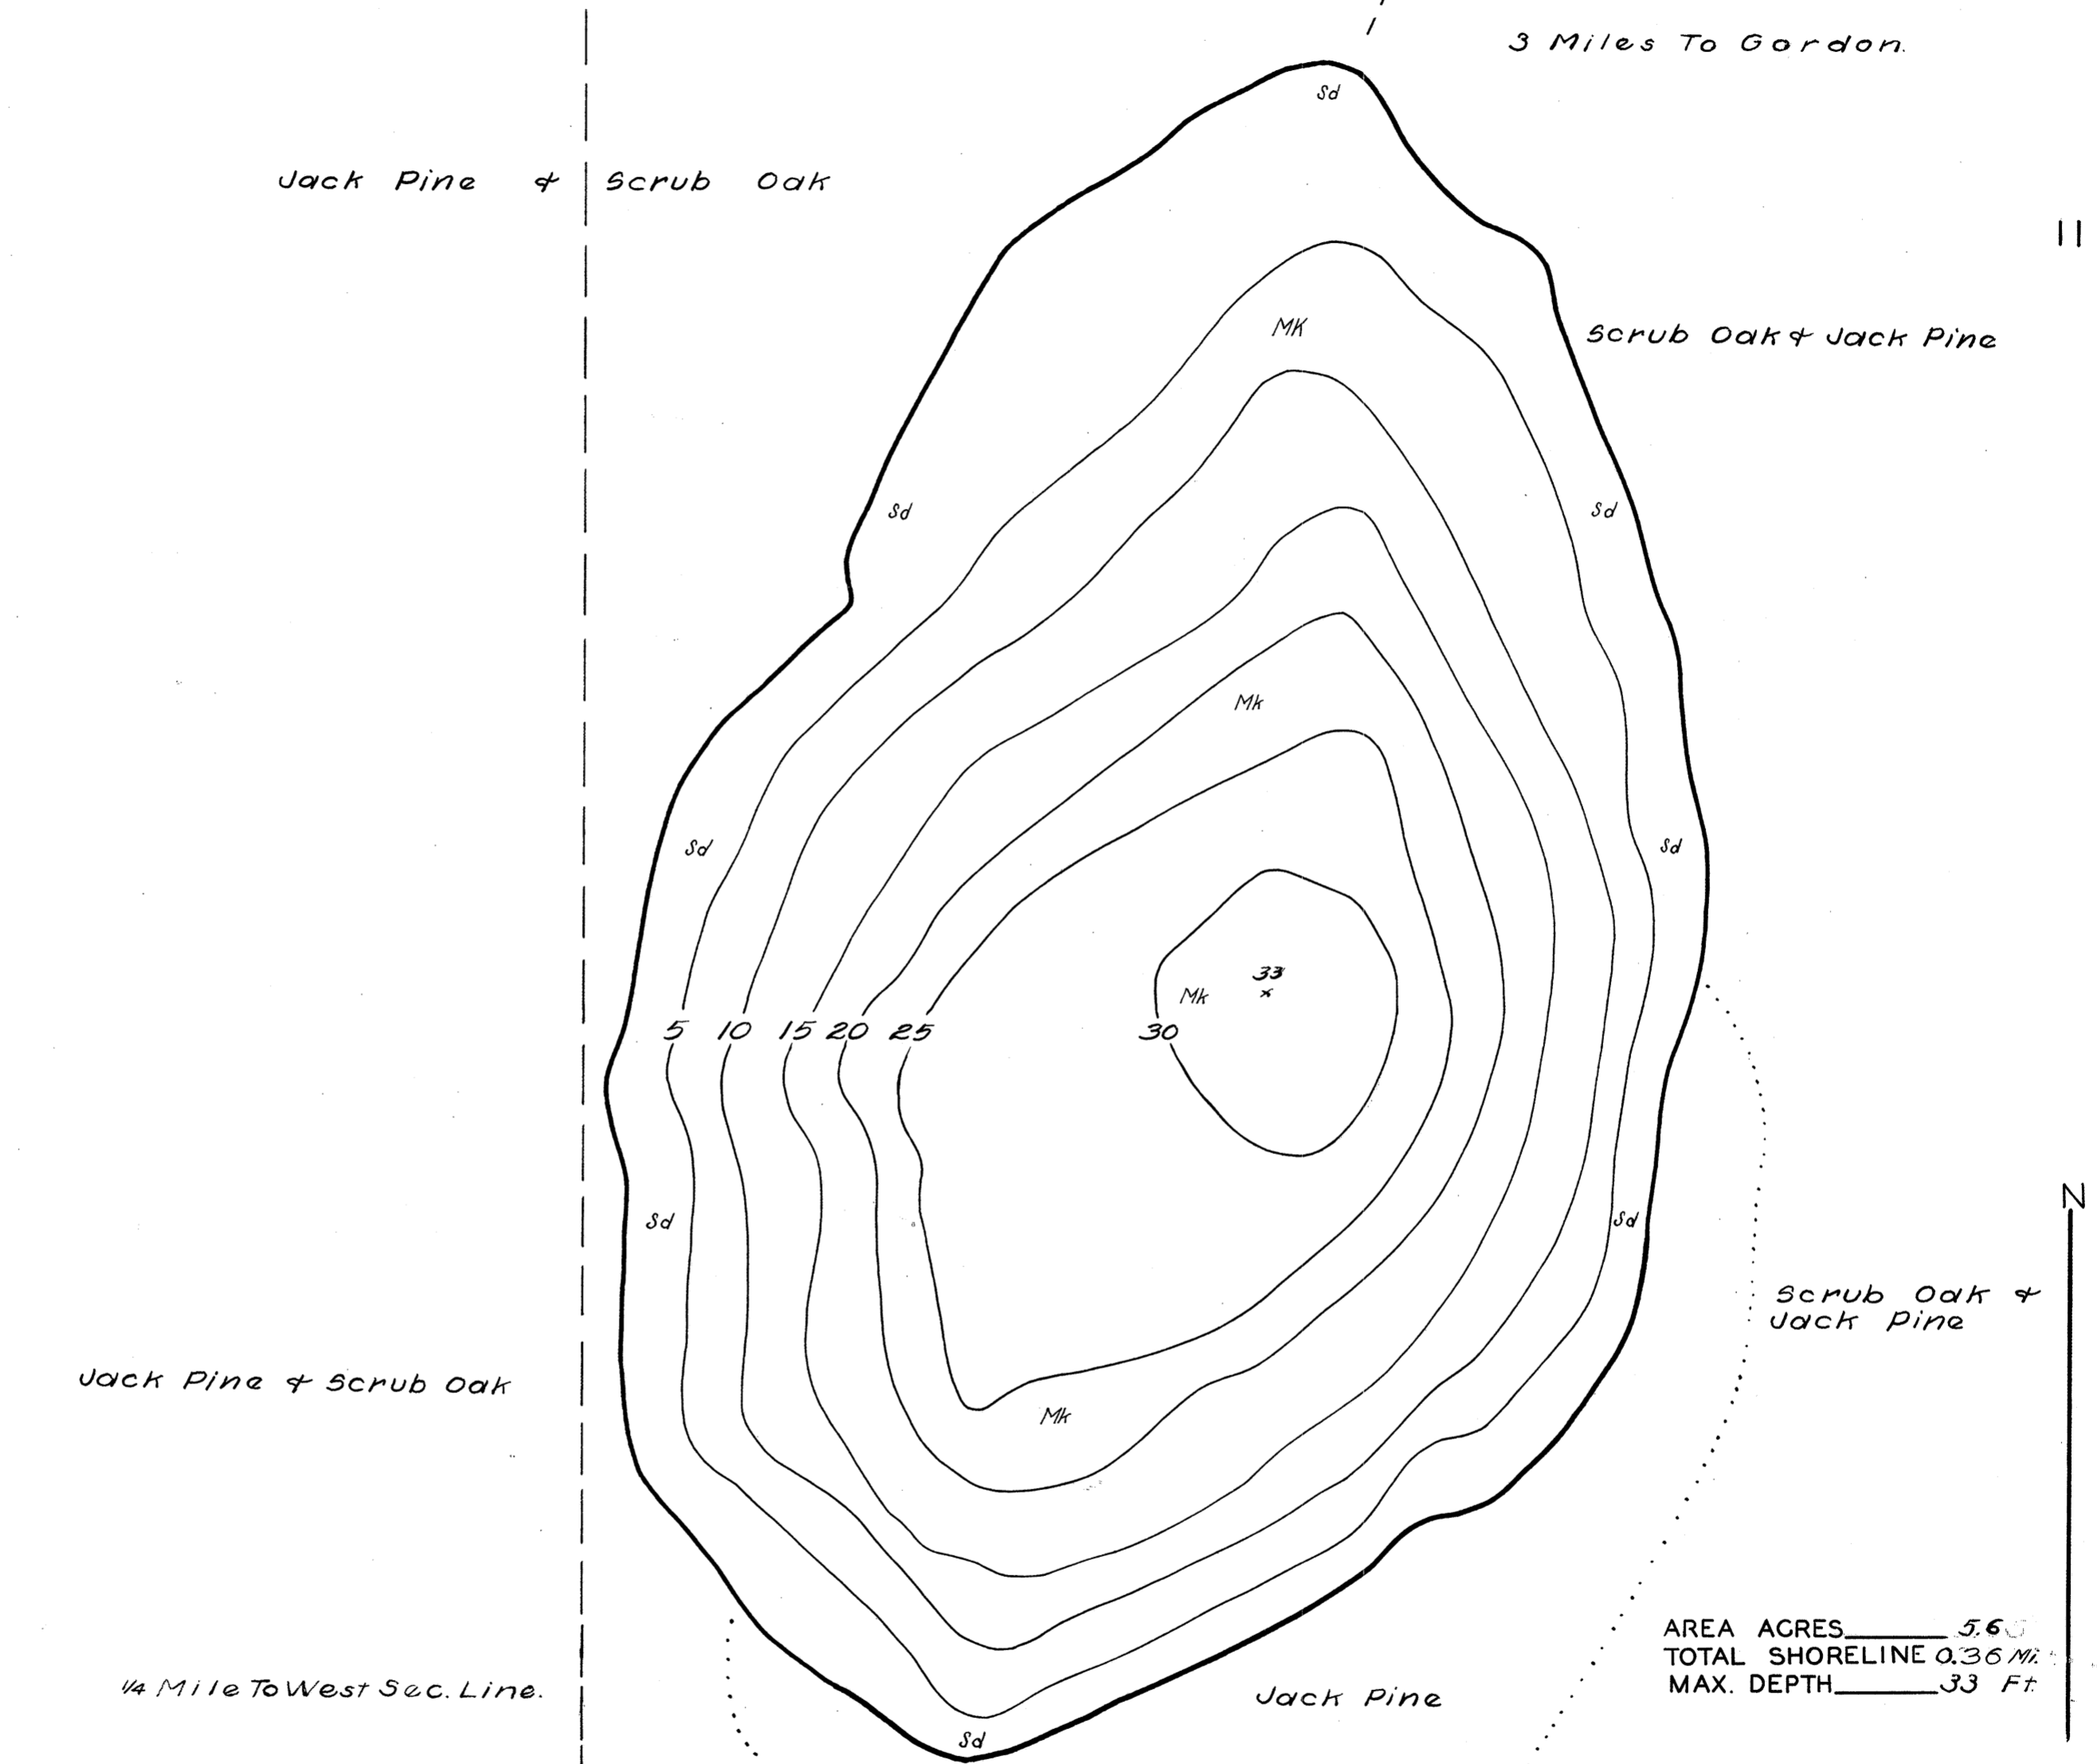 3 Miles To Gordon.
Sd
Jack Pine & Scrub Oak
11
MK
Scrub Oak & Jack Pine
Sd
Sd
Mk
Sd
Sd
33
x
Mk
5 10 15 20 25 30
N
Sd
Sd
Scrub Oak &
Jack Pine
Jack Pine & Scrub Oak
Mk
AREA ACRES 5.6
TOTAL SHORELINE 0.36 Mi.
MAX. DEPTH 33 Ft.
1/4 Mile To West Sec. Line.
Jack Pine
Sd